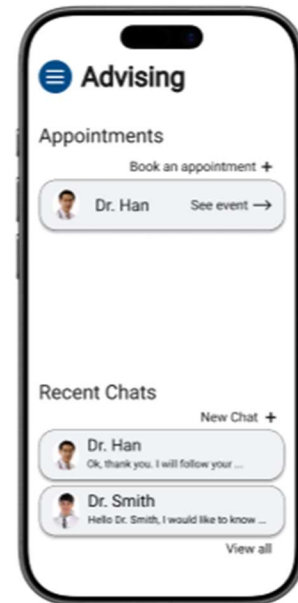 Advising
Appointments
Book an appointment +
Dr. Han See event →
Recent Chats
New Chat +
Dr. Han
Ok, thank you. I will follow your ...
Dr. Smith
Hello Dr. Smith, I would like to know ...
View all